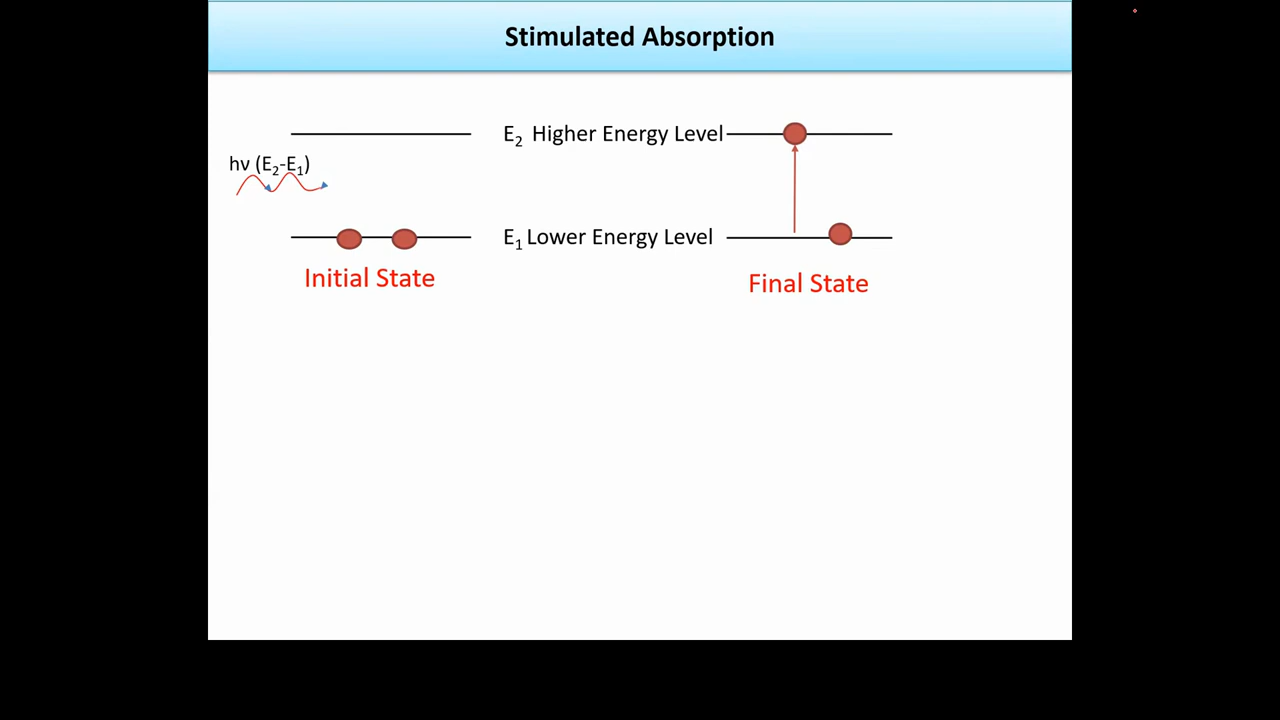 Stimulated Absorption
E₂ Higher Energy Level
hν (E₂-E₁)
E₁ Lower Energy Level
Initial State
Final State